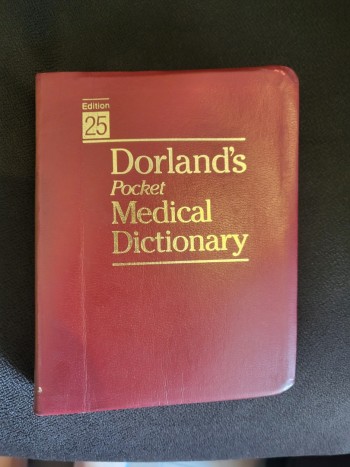 Edition
25
Dorland's
Pocket
Medical
Dictionary